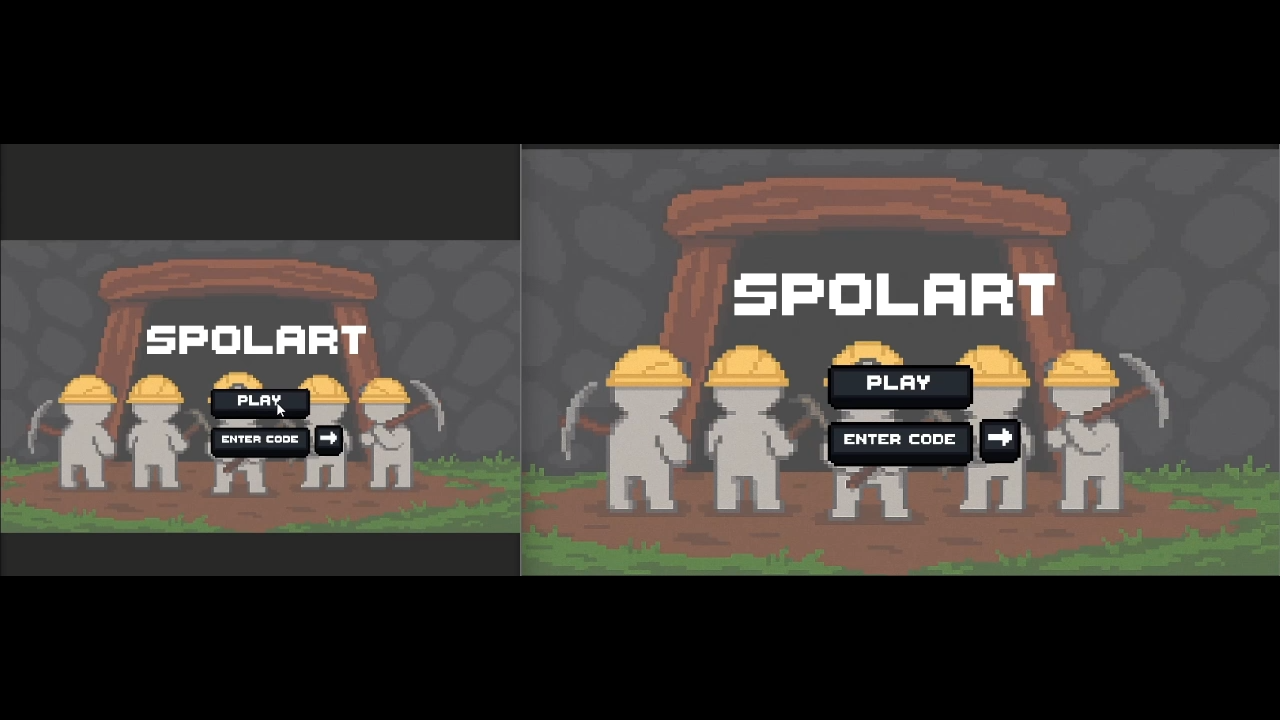 SPOLART
PLAY
ENTER CODE
SPOLART
PLAY
ENTER CODE